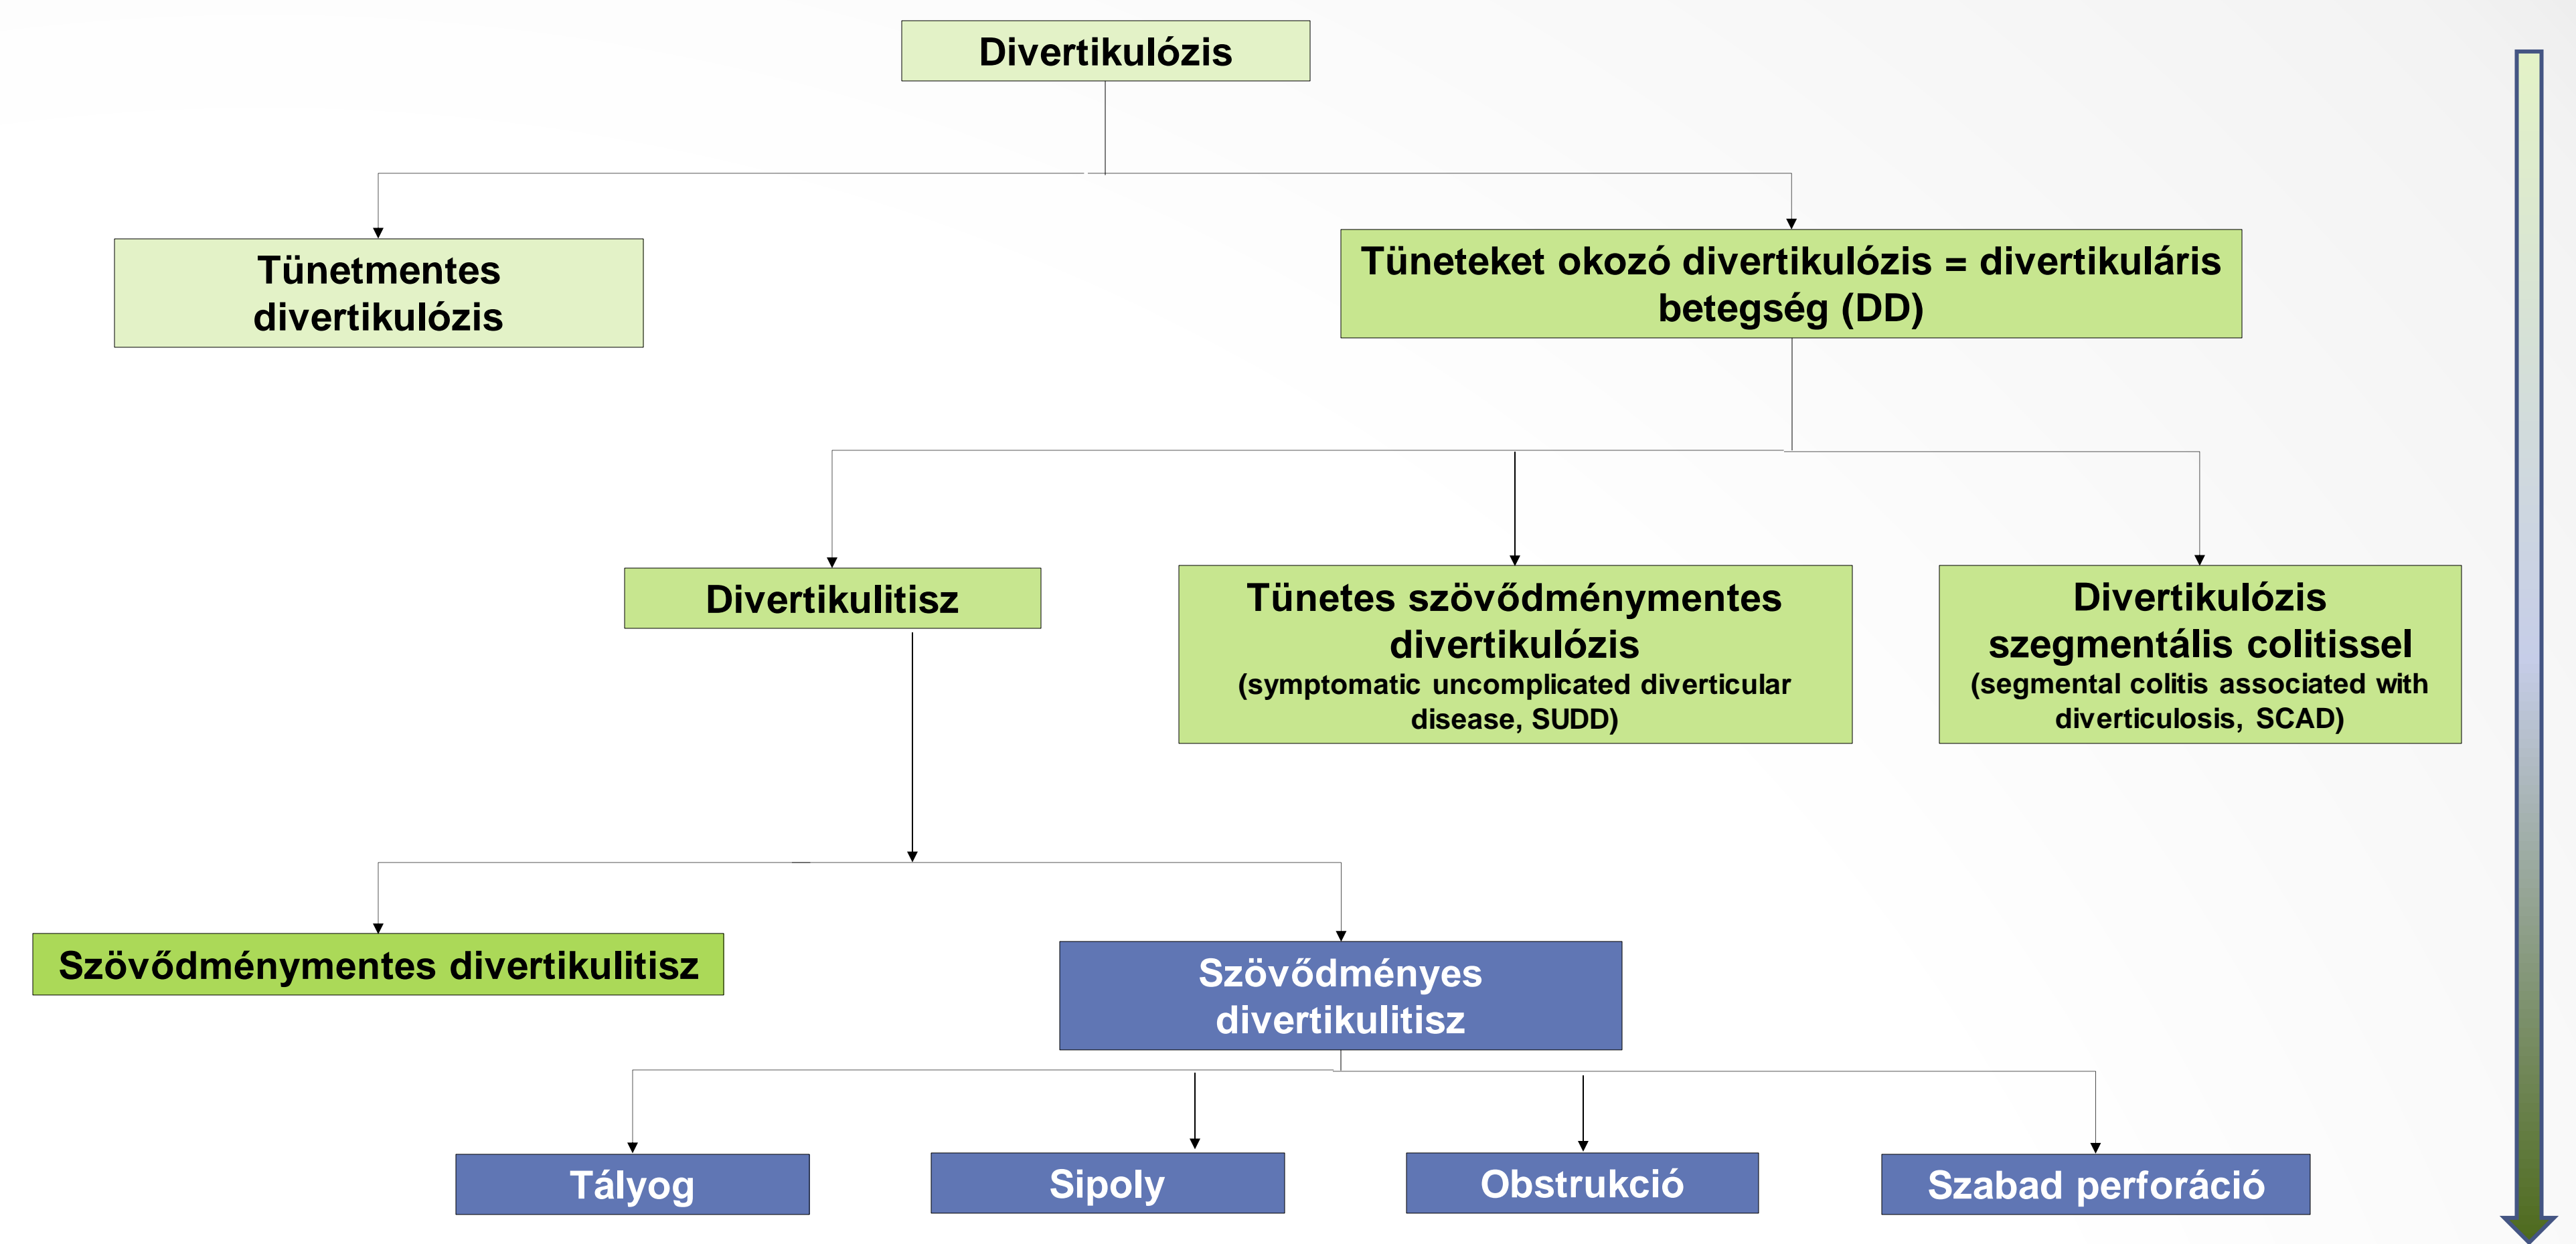 Divertikulózis
Tünetmentes
divertikulózis
Tüneteket okozó divertikulózis = divertikuláris
betegség (DD)
Divertikulitisz
Tünetes szövődménymentes
divertikulózis
(symptomatic uncomplicated diverticular
disease, SUDD)
Divertikulózis
szegmentális colitissel
(segmental colitis associated with
diverticulosis, SCAD)
Szövődménymentes divertikulitisz
Szövődményes
divertikulitisz
Tályog
Sipoly
Obstrukció
Szabad perforáció